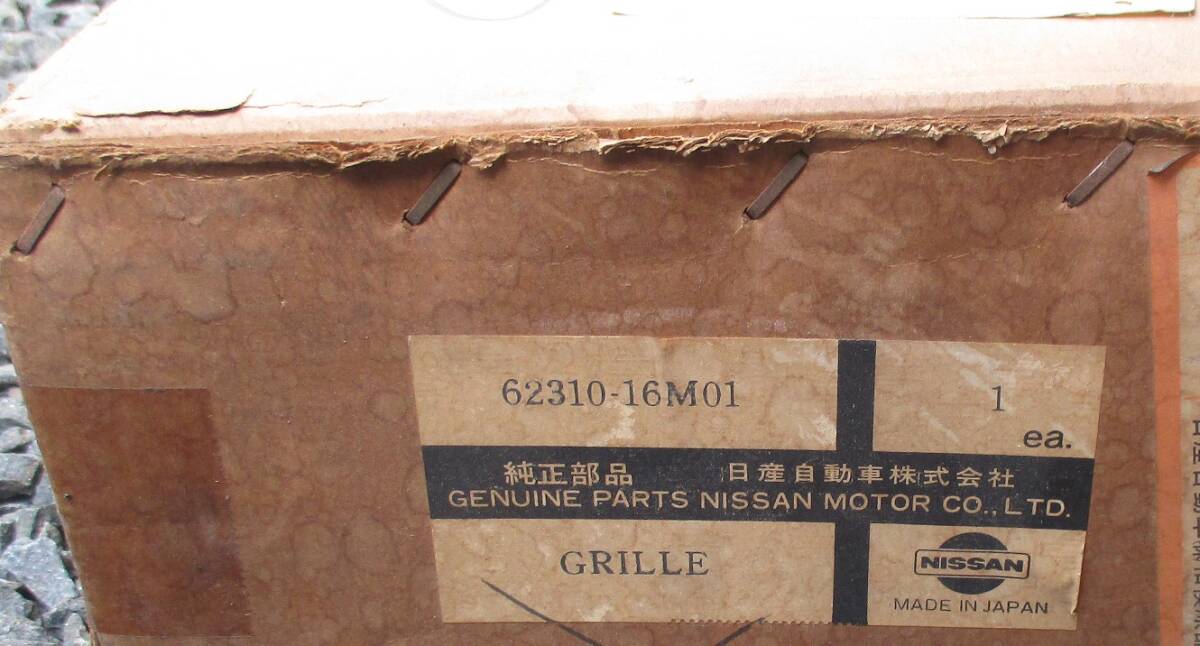 62310-16M01
1
ea.
純正部品 日産自動車株式会社
GENUINE PARTS NISSAN MOTOR CO., LTD.
GRILLE
NISSAN
MADE IN JAPAN